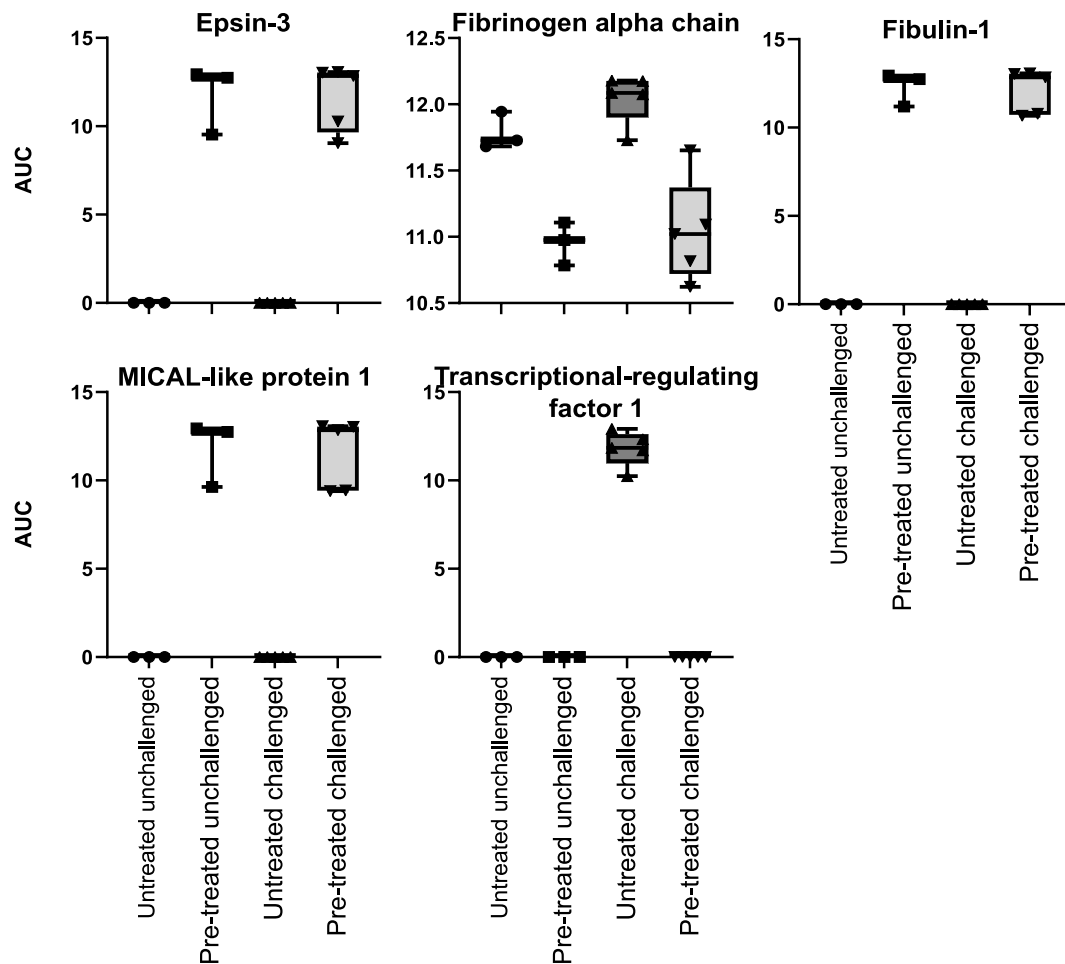 Epsin-3
Fibrinogen alpha chain
Fibulin-1
AUC
15
10
5
0
12.5
12.0
11.5
11.0
10.5
15
10
5
0
Untreated unchallenged
Pre-treated unchallenged
Untreated challenged
Pre-treated challenged
MICAL-like protein 1
Transcriptional-regulating
factor 1
AUC
15
10
5
0
15
10
5
0
Untreated unchallenged
Pre-treated unchallenged
Untreated challenged
Pre-treated challenged
Untreated unchallenged
Pre-treated unchallenged
Untreated challenged
Pre-treated challenged